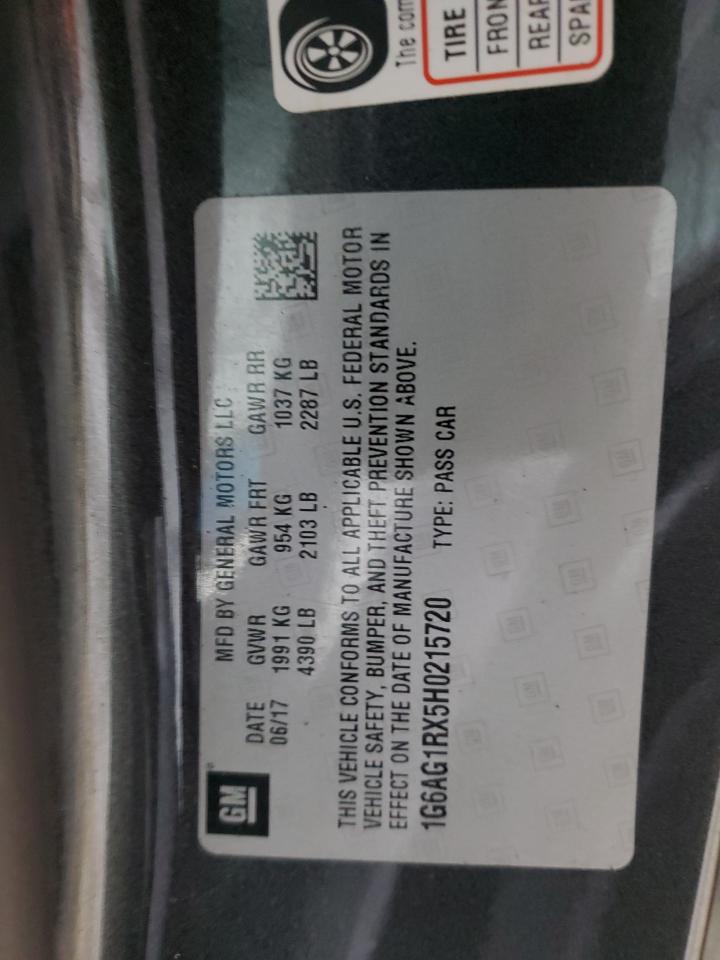 The com
TIRE
FRON
REAR
SPAR
GM
MFD BY GENERAL MOTORS LLC
DATE GVWR GAWR FRT GAWR RR
06/17 1991 KG 954 KG 1037 KG
4390 LB 2103 LB 2287 LB
THIS VEHICLE CONFORMS TO ALL APPLICABLE U.S. FEDERAL MOTOR
VEHICLE SAFETY, BUMPER, AND THEFT PREVENTION STANDARDS IN
EFFECT ON THE DATE OF MANUFACTURE SHOWN ABOVE.
1G6AG1RX5H0215720 TYPE: PASS CAR